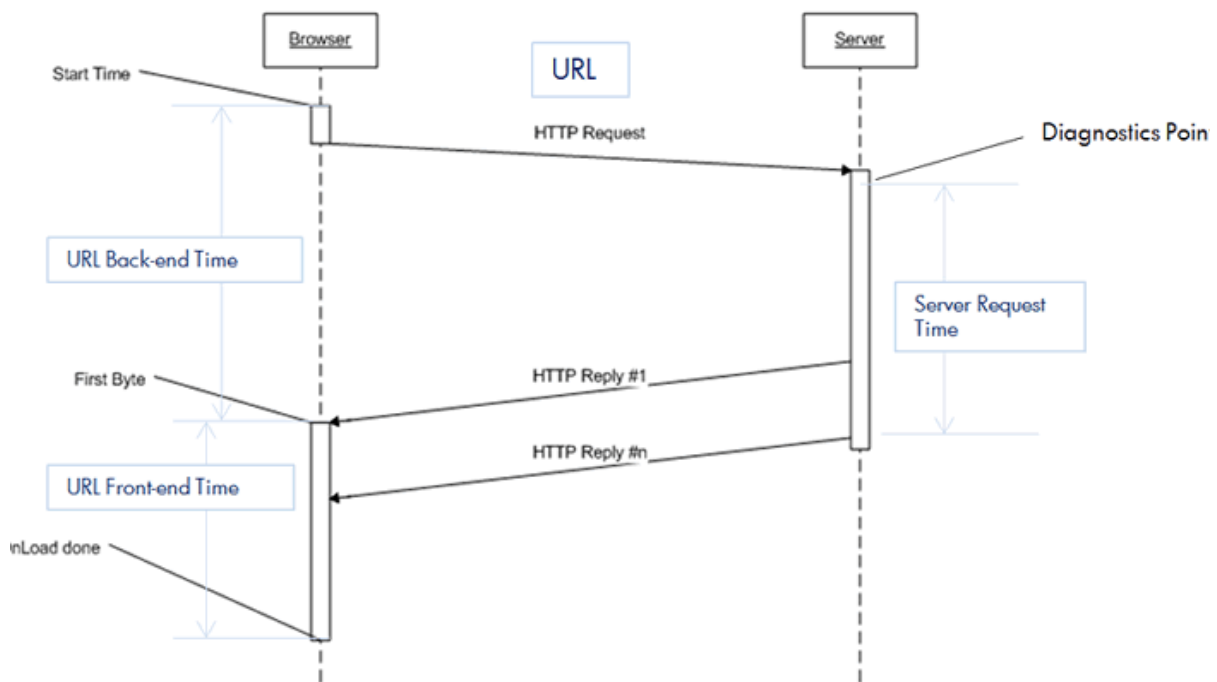 Browser
Server
URL
Start Time
HTTP Request
Diagnostics Poin
URL Back-end Time
Server Request
Time
HTTP Reply #1
First Byte
HTTP Reply #n
URL Front-end Time
nLoad done